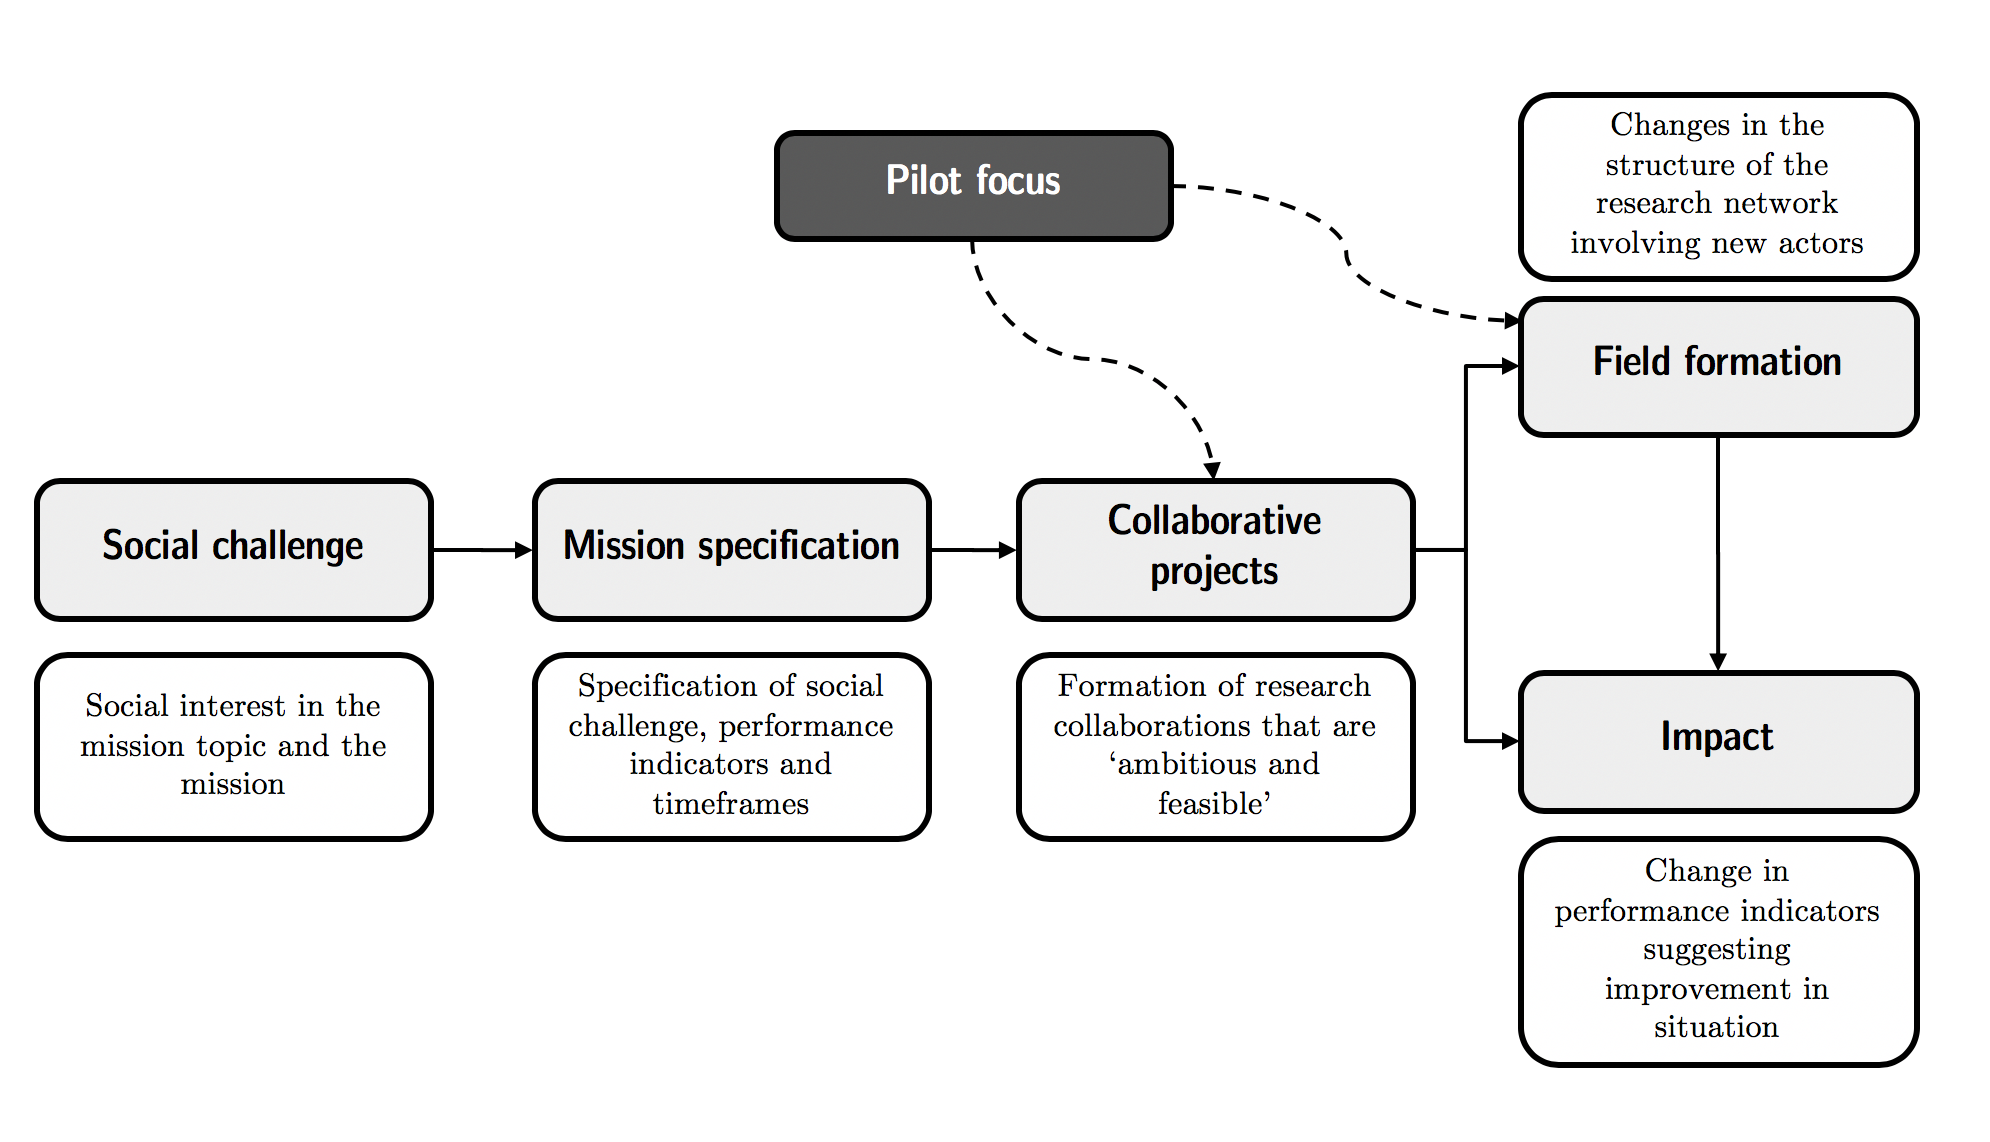 Pilot focus
Changes in the
structure of the
research network
involving new actors
Field formation
Social challenge
Mission specification
Collaborative
projects
Social interest in the
mission topic and the
mission
Specification of social
challenge, performance
indicators and
timeframes
Formation of research
collaborations that are
‘ambitious and
feasible’
Impact
Change in
performance indicators
suggesting
improvement in
situation